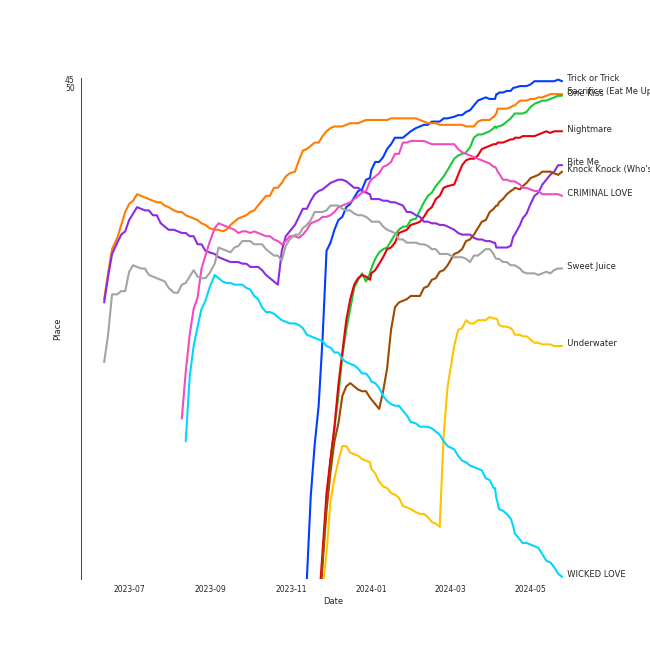 45
50
Place
Trick or Trick
Sacrifice (Eat Me Up
One Kiss
Nightmare
Bite Me
Knock Knock (Who's
CRIMINAL LOVE
Sweet Juice
Underwater
WICKED LOVE
2023-07
2023-09
2023-11
2024-01
2024-03
2024-05
Date